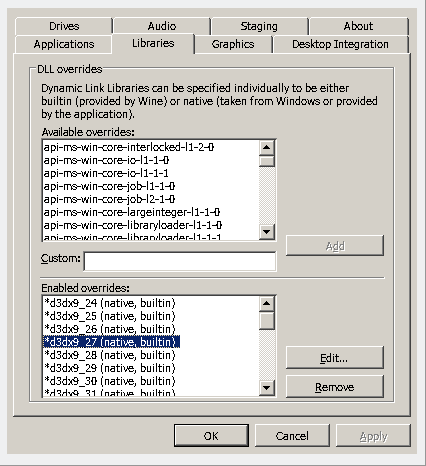 Drives Audio Staging About
Applications Libraries Graphics Desktop Integration
DLL overrides
Dynamic Link Libraries can be specified individually to be either
builtin (provided by Wine) or native (taken from Windows or provided
by the application).
Available overrides:
api-ms-win-core-interlocked-l1-2-0
api-ms-win-core-io-l1-1-0
api-ms-win-core-io-l1-1-1
api-ms-win-core-job-l1-1-0
api-ms-win-core-job-l2-1-0
api-ms-win-core-largeinteger-l1-1-0
api-ms-win-core-libraryloader-l1-1-0
api-ms-win-core-libraryloader-l1-1-1
Add
Custom:
Enabled overrides:
*d3dx9_24 (native, builtin)
*d3dx9_25 (native, builtin)
*d3dx9_26 (native, builtin)
*d3dx9_27 (native, builtin)
*d3dx9_28 (native, builtin)
*d3dx9_29 (native, builtin)
*d3dx9_30 (native, builtin)
*d3dx9_31 (native, builtin)
Edit...
Remove
OK Cancel Apply